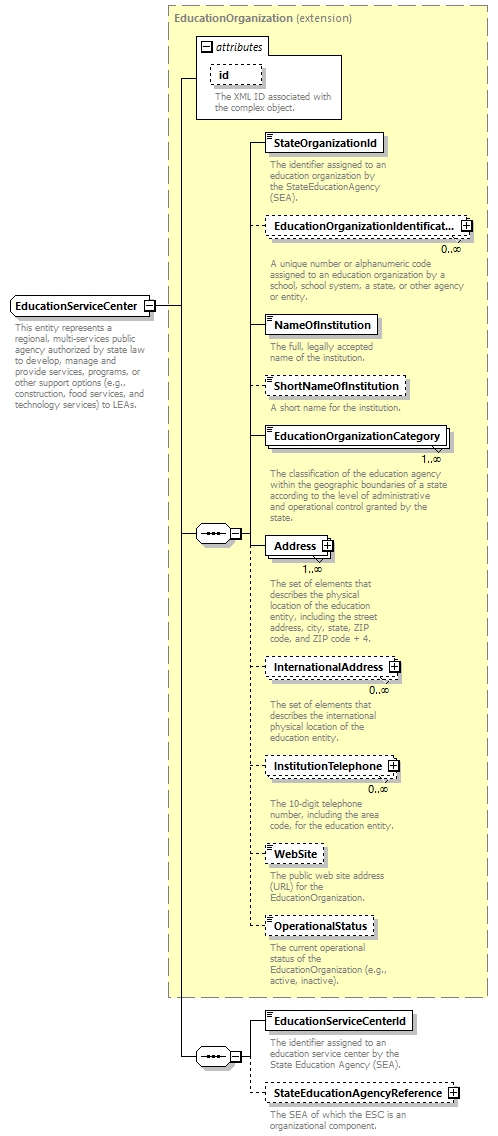 EducationOrganization (extension)
attributes
id
The XML ID associated with
the complex object.
StateOrganizationId
The identifier assigned to an
education organization by
the StateEducationAgency
(SEA).
EducationOrganizationIdentificat...
0..∞
A unique number or alphanumeric code
assigned to an education organization by a
school, school system, a state, or other agency
or entity.
EducationServiceCenter
This entity represents a
regional, multi-services public
agency authorized by state law
to develop, manage and
provide services, programs, or
other support options (e.g.,
construction, food services, and
technology services) to LEAs.
NameOfInstitution
The full, legally accepted
name of the institution.
ShortNameOfInstitution
A short name for the institution.
EducationOrganizationCategory
1..∞
The classification of the education agency
within the geographic boundaries of a state
according to the level of administrative
and operational control granted by the
state.
Address
1..∞
The set of elements that
describes the physical
location of the education
entity, including the street
address, city, state, ZIP
code, and ZIP code + 4.
InternationalAddress
0..∞
The set of elements that
describes the international
physical location of the
education entity.
InstitutionTelephone
0..∞
The 10-digit telephone
number, including the area
code, for the education entity.
WebSite
The public web site address
(URL) for the
EducationOrganization.
OperationalStatus
The current operational
status of the
EducationOrganization (e.g.,
active, inactive).
EducationServiceCenterId
The identifier assigned to an
education service center by the
State Education Agency (SEA).
StateEducationAgencyReference
The SEA of which the ESC is an
organizational component.